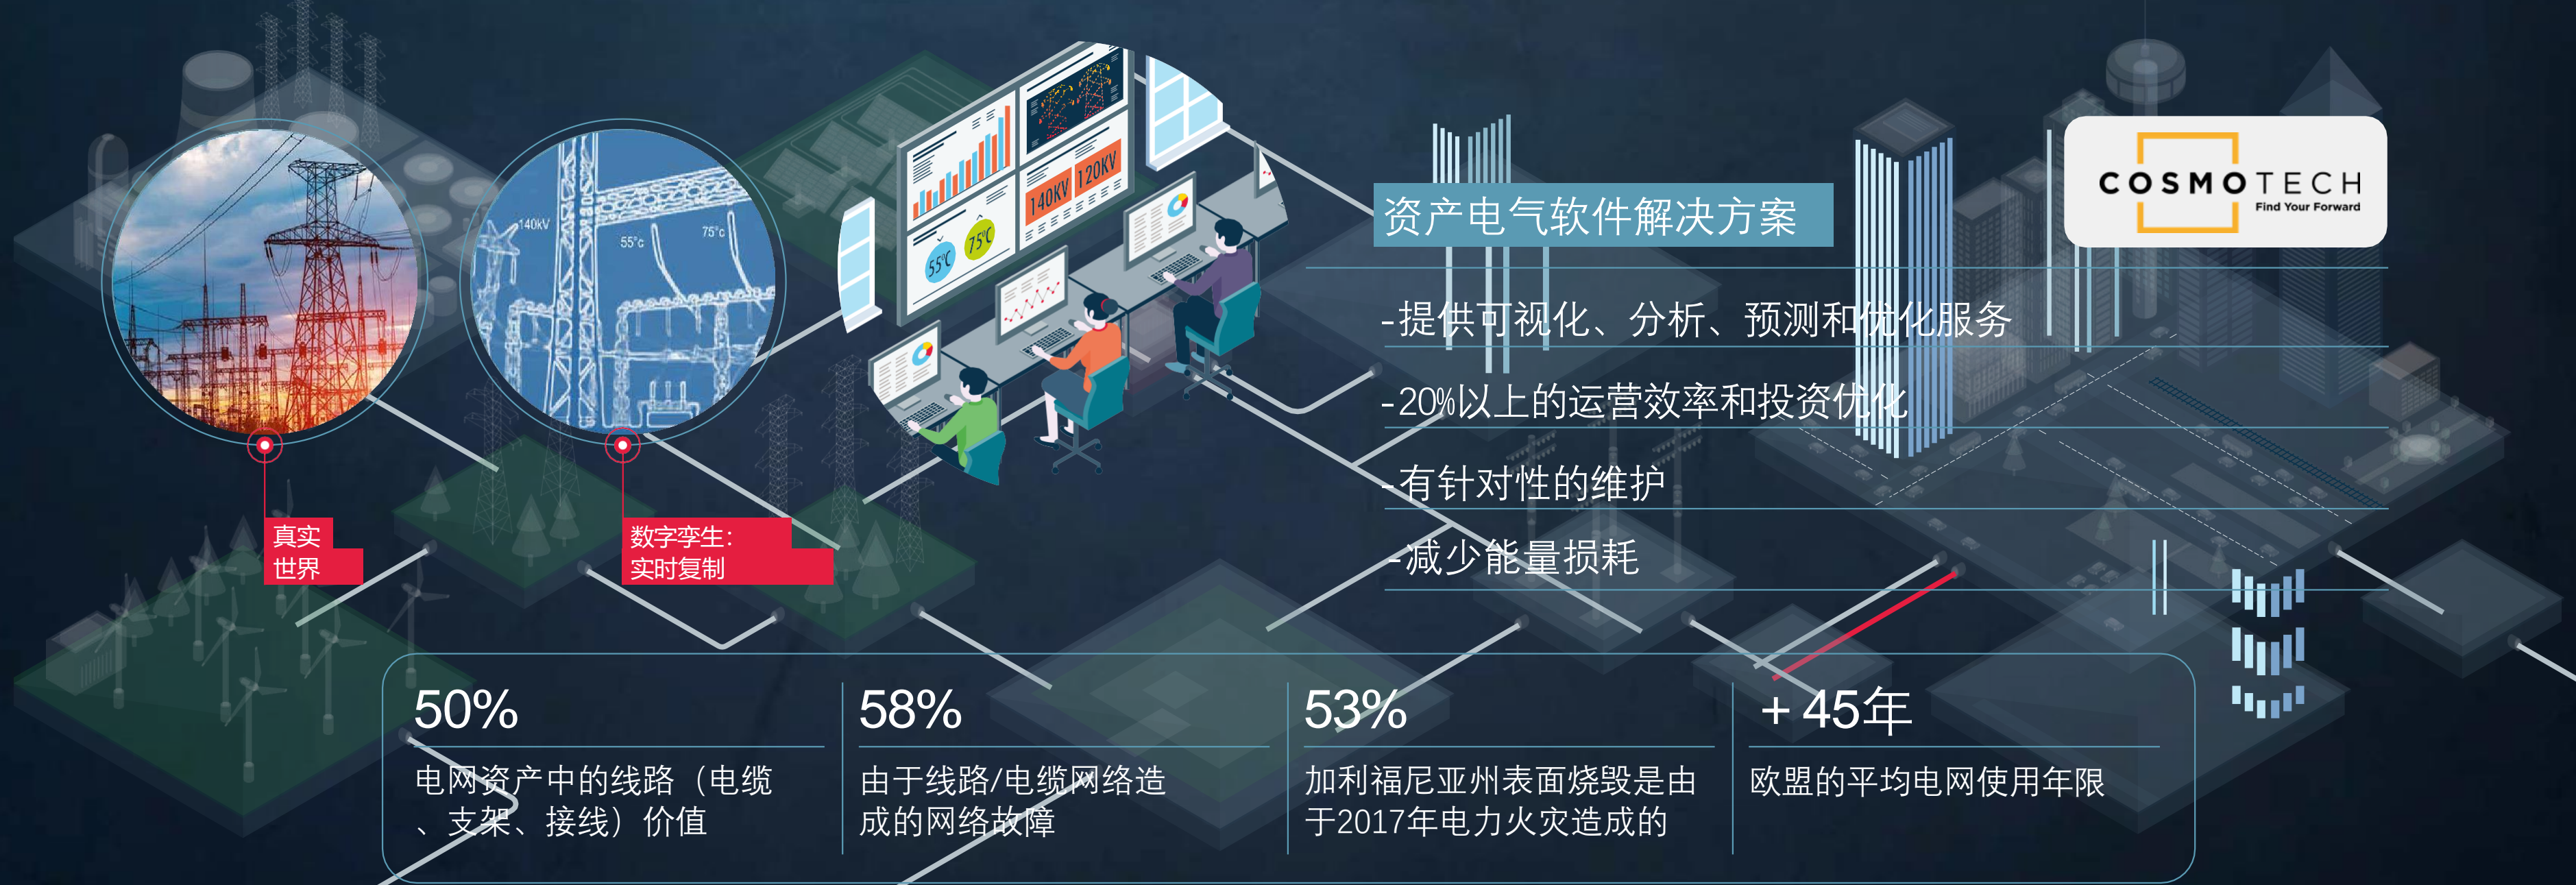 140KV
120KV
55℃
75℃
140kV
55°c
75°c
资产电气软件解决方案
COSMOTECH
Find Your Forward
-提供可视化、分析、预测和优化服务
-20%以上的运营效率和投资优化
-有针对性的维护
-减少能量损耗
真实
世界
数字孪生：
实时复制
50%
电网资产中的线路（电缆
、支架、接线）价值
58%
由于线路/电缆网络造
成的网络故障
53%
加利福尼亚州表面烧毁是由
于2017年电力火灾造成的
+ 45年
欧盟的平均电网使用年限